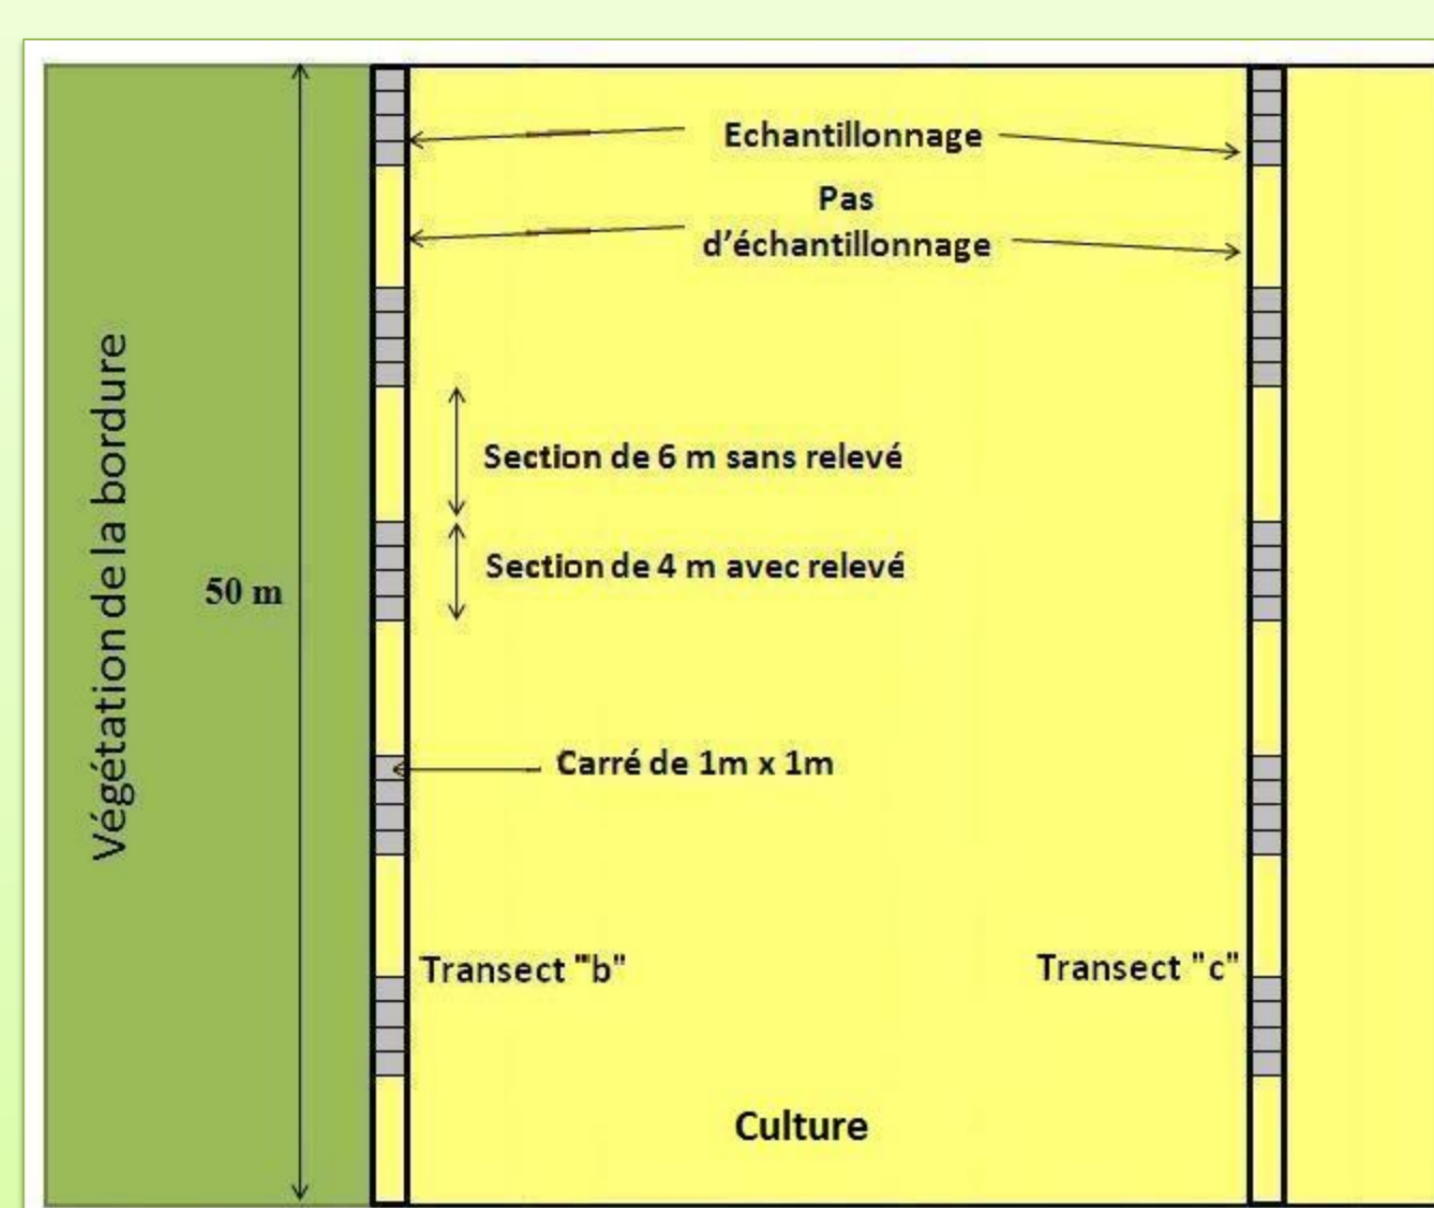 Echantillonnage
Pas
d'échantillonnage
Végétation de la bordure
Section de 6 m sans relevé
Section de 4 m avec relevé
50 m
Carré de 1m x 1m
Transect "b"
Transect "c"
Culture